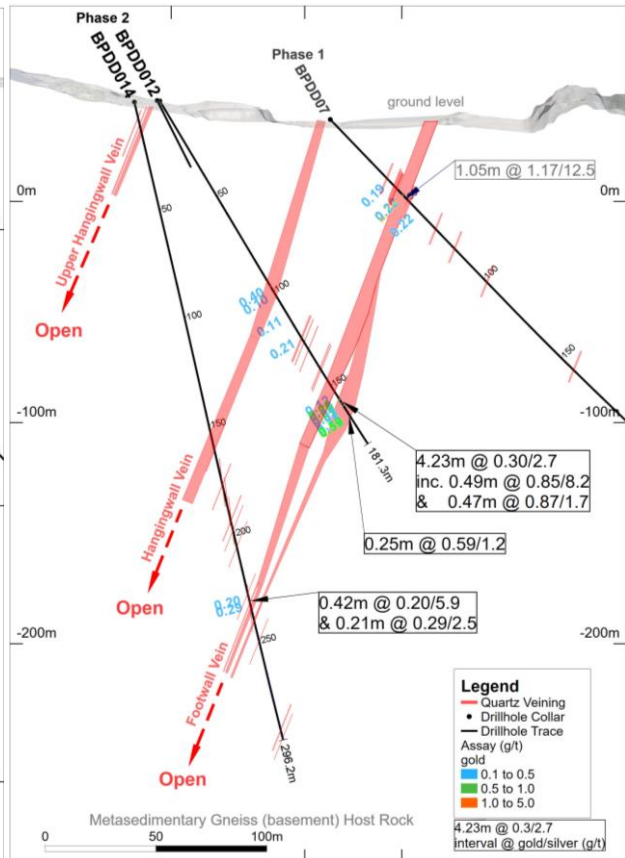 Phase 2
BPDD014
BPDD012
Phase 1
BPDD07
ground level
1.05m @ 1.17/12.5
0m
0m
0.19
0.22
50
50
100
150
Upper Hangingwall Vein
Open
0.40
0.10
0.11
0.21
100
100
150
-100m
-100m
181.3m
4.23m @ 0.30/2.7
inc. 0.49m @ 0.85/8.2
& 0.47m @ 0.87/1.7
0.25m @ 0.59/1.2
150
Hangingwall Vein
Open
200
0.20
0.29
0.42m @ 0.20/5.9
& 0.21m @ 0.29/2.5
250
-200m
-200m
Footwall Vein
Open
296.2m
Legend
Quartz Veining
Drillhole Collar
Drillhole Trace
Assay (g/t)
gold
0.1 to 0.5
0.5 to 1.0
1.0 to 5.0
4.23m @ 0.3/2.7
interval @ gold/silver (g/t)
Metasedimentary Gneiss (basement) Host Rock
0
50
100m